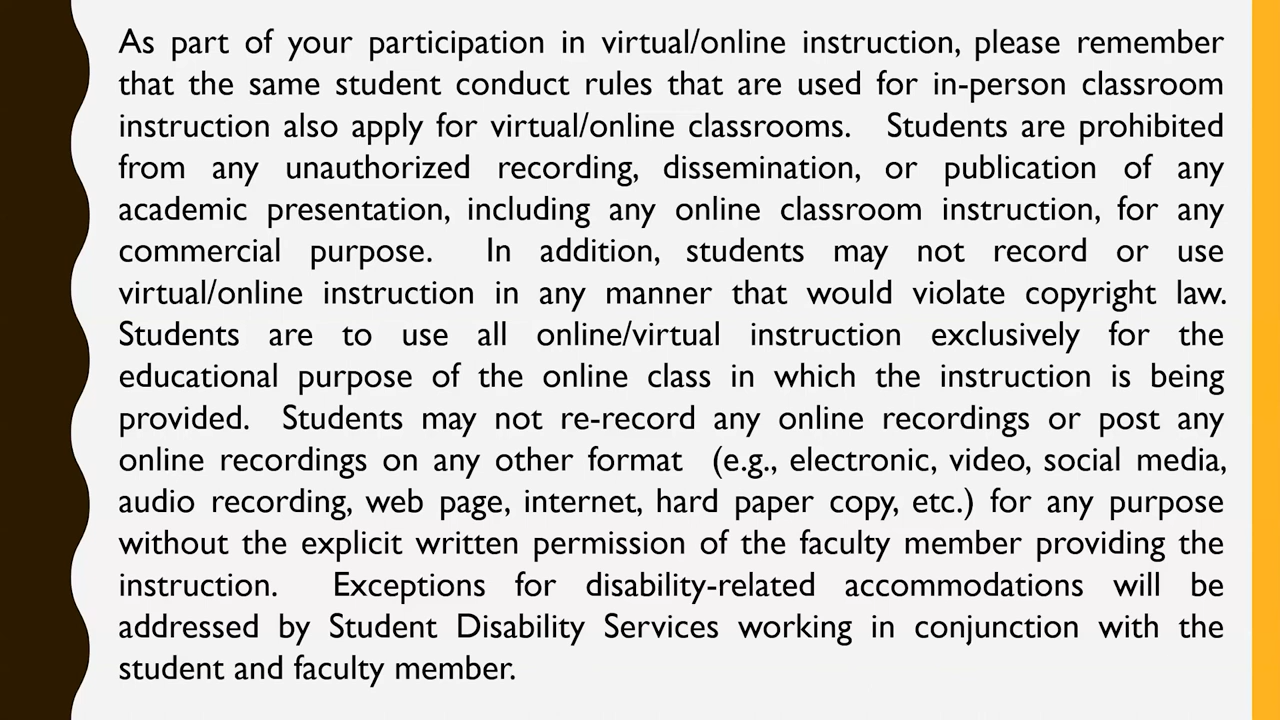 As part of your participation in virtual/online instruction, please remember
that the same student conduct rules that are used for in-person classroom
instruction also apply for virtual/online classrooms. Students are prohibited
from any unauthorized recording, dissemination, or publication of any
academic presentation, including any online classroom instruction, for any
commercial purpose. In addition, students may not record or use
virtual/online instruction in any manner that would violate copyright law.
Students are to use all online/virtual instruction exclusively for the
educational purpose of the online class in which the instruction is being
provided. Students may not re-record any online recordings or post any
online recordings on any other format (e.g., electronic, video, social media,
audio recording, web page, internet, hard paper copy, etc.) for any purpose
without the explicit written permission of the faculty member providing the
instruction. Exceptions for disability-related accommodations will be
addressed by Student Disability Services working in conjunction with the
student and faculty member.